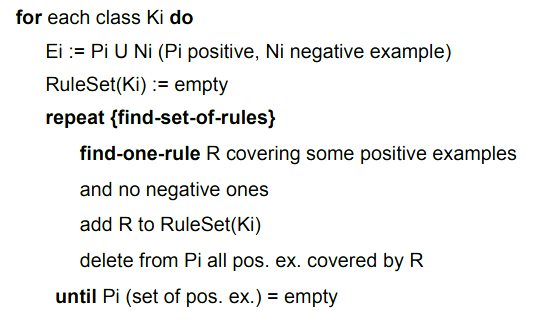 for each class Ki do
Ei := Pi U Ni (Pi positive, Ni negative example)
RuleSet(Ki) := empty
repeat {find-set-of-rules}
find-one-rule R covering some positive examples
and no negative ones
add R to RuleSet(Ki)
delete from Pi all pos. ex. covered by R
until Pi (set of pos. ex.) = empty